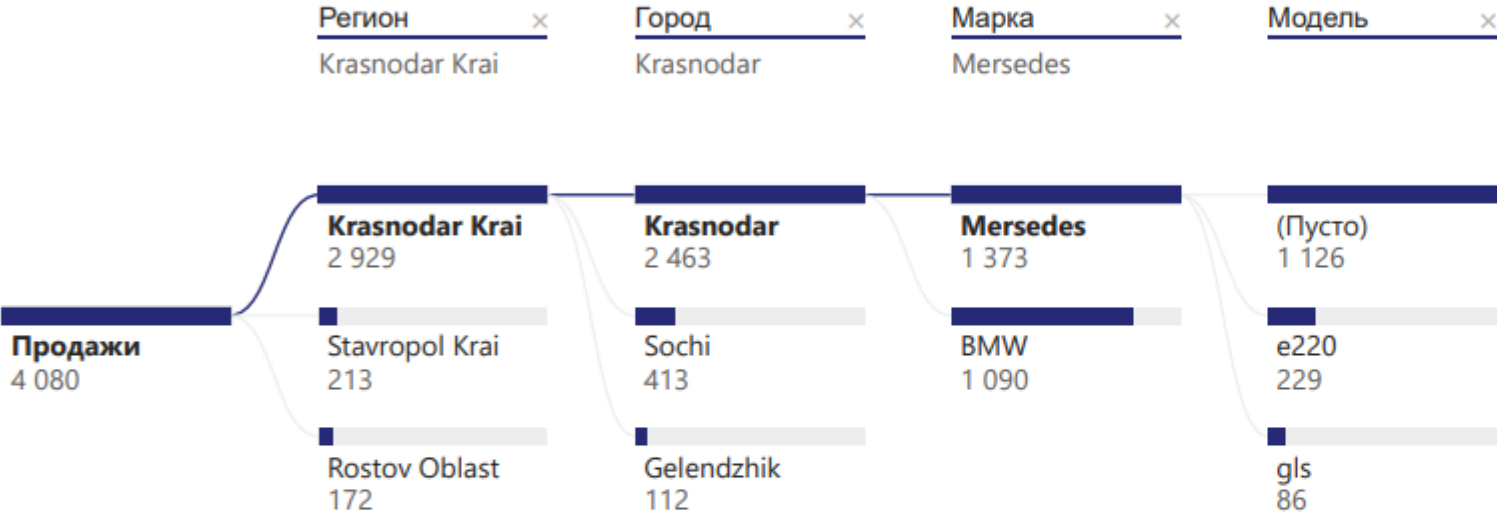 Регион × Город × Марка × Модель ×
Krasnodar Krai Krasnodar Mersedes
Krasnodar Krai Krasnodar Mersedes (Пусто)
2 929 2 463 1 373 1 126
Продажи Stavropol Krai Sochi BMW e220
4 080 213 413 1 090 229
Rostov Oblast Gelendzhik gls
172 112 86